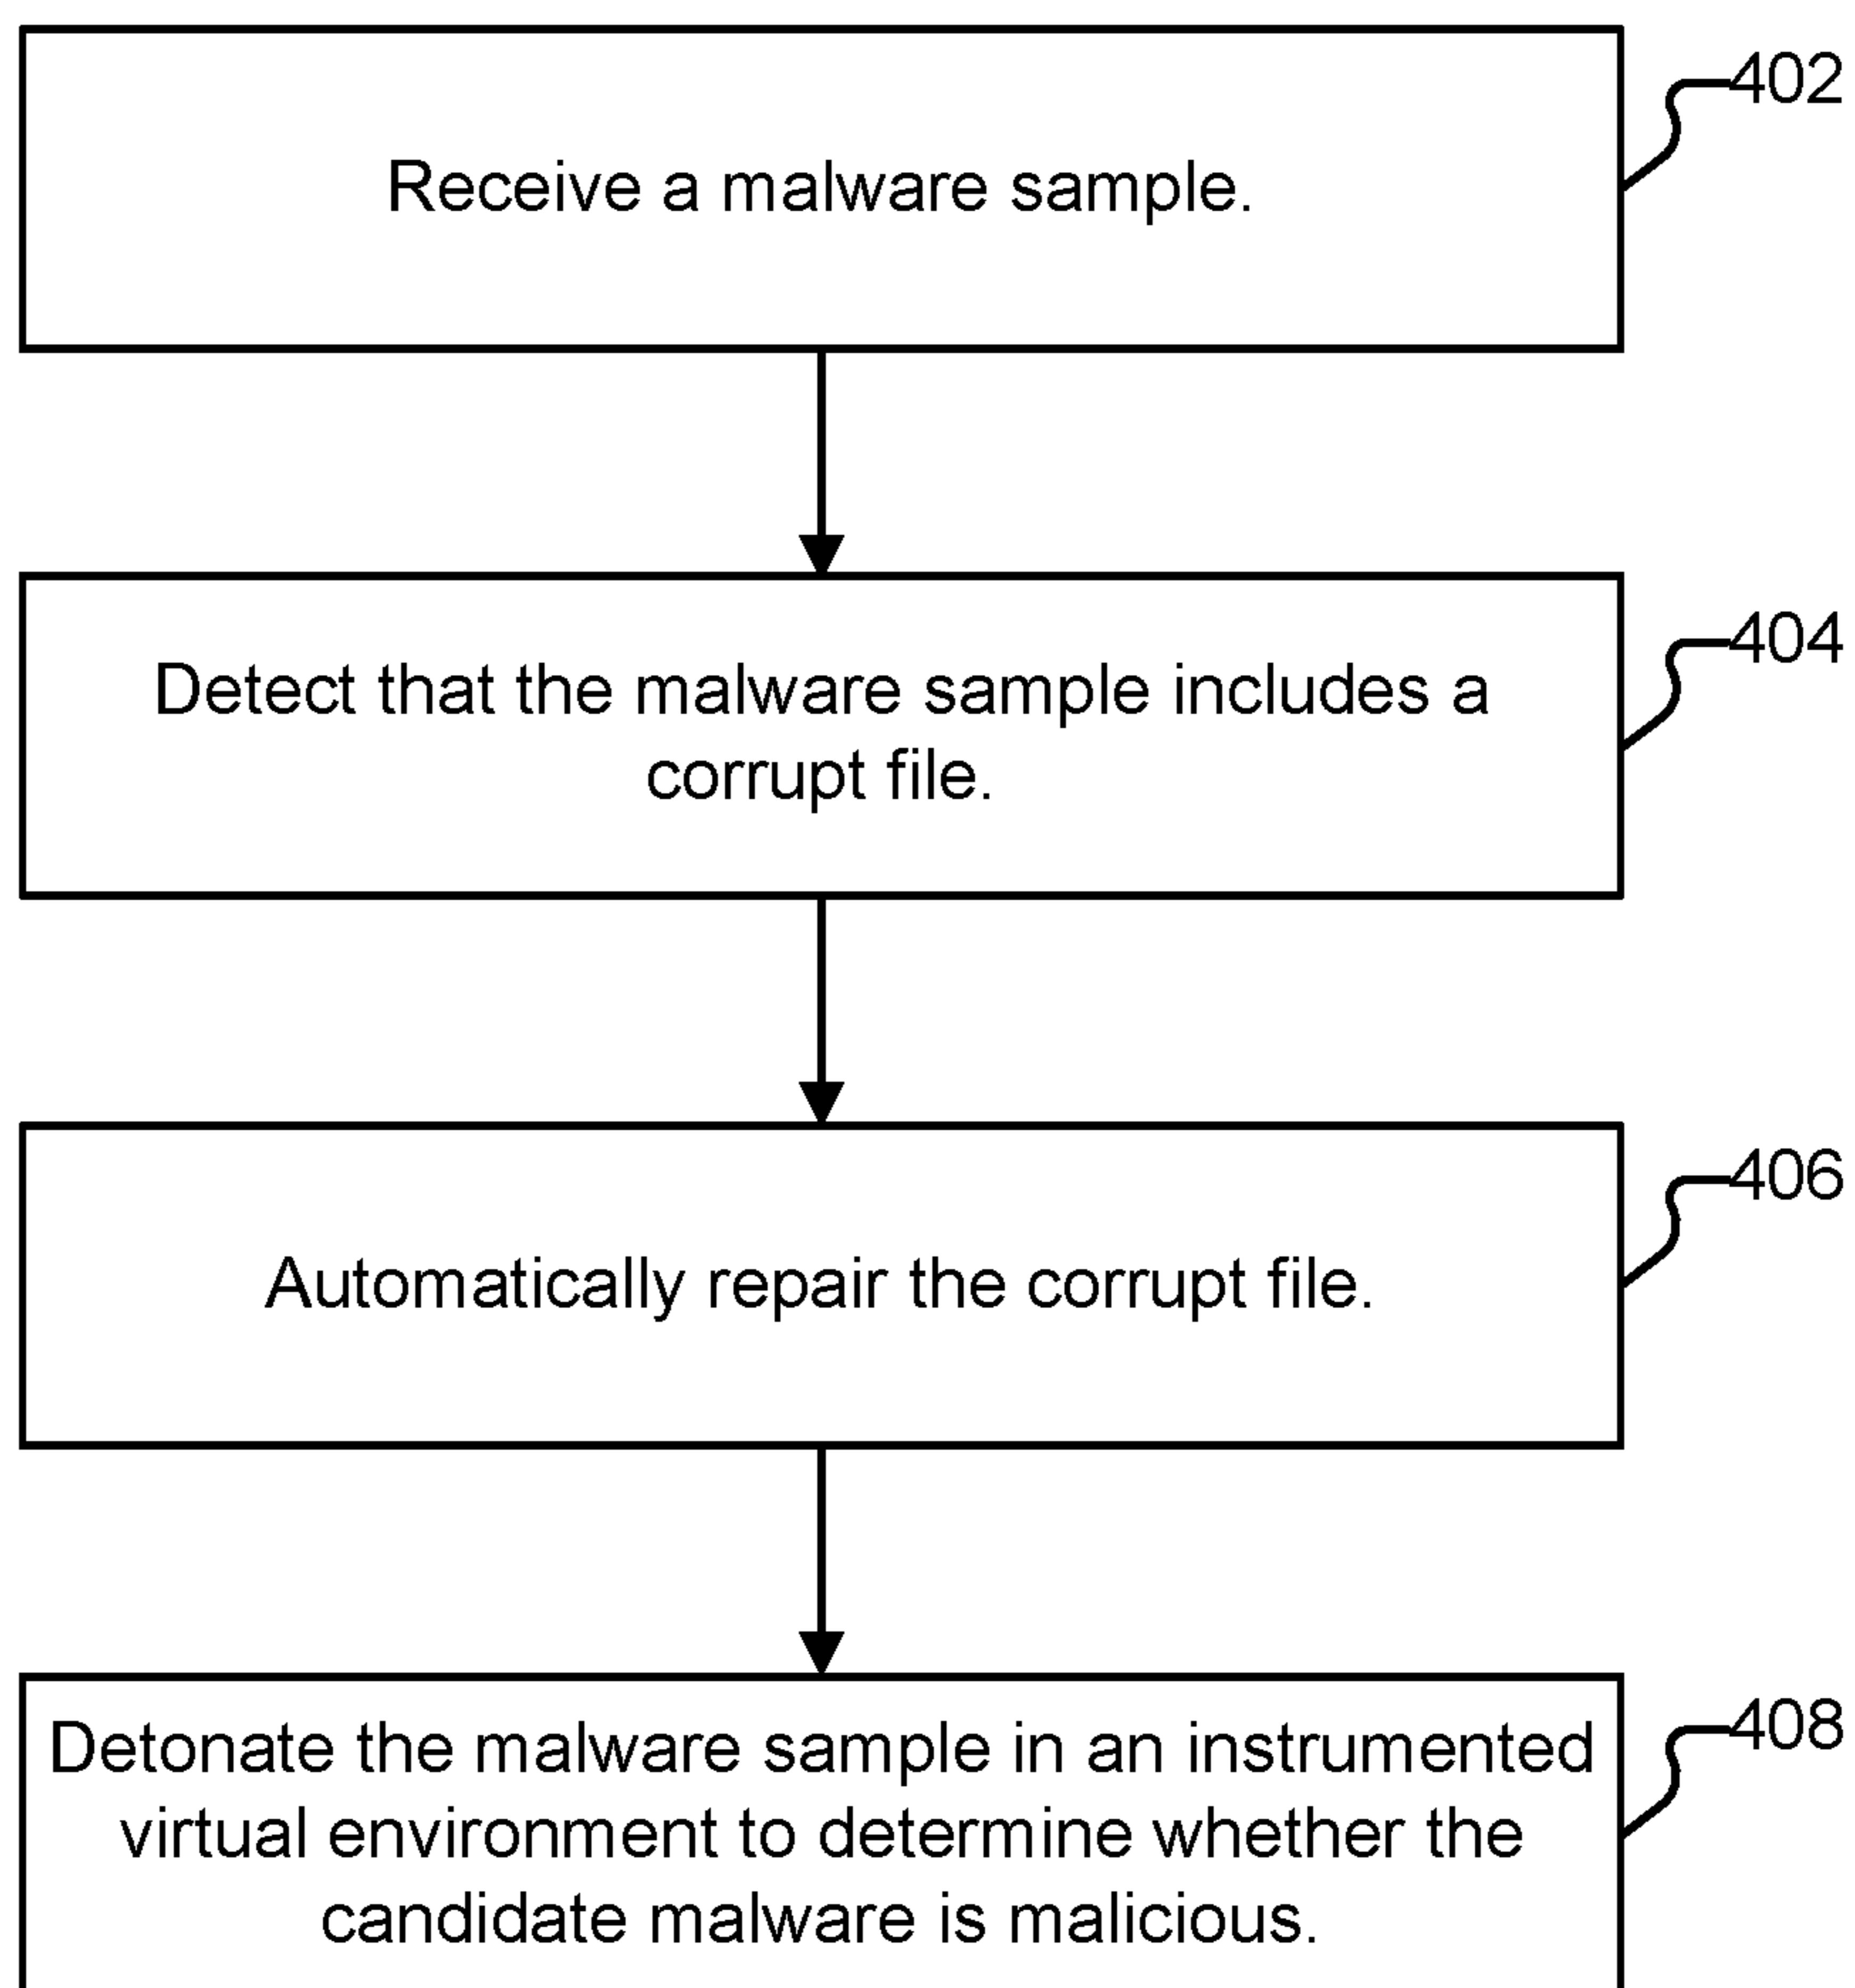 402
Receive a malware sample.
404
Detect that the malware sample includes a
corrupt file.
406
Automatically repair the corrupt file.
408
Detonate the malware sample in an instrumented
virtual environment to determine whether the
candidate malware is malicious.